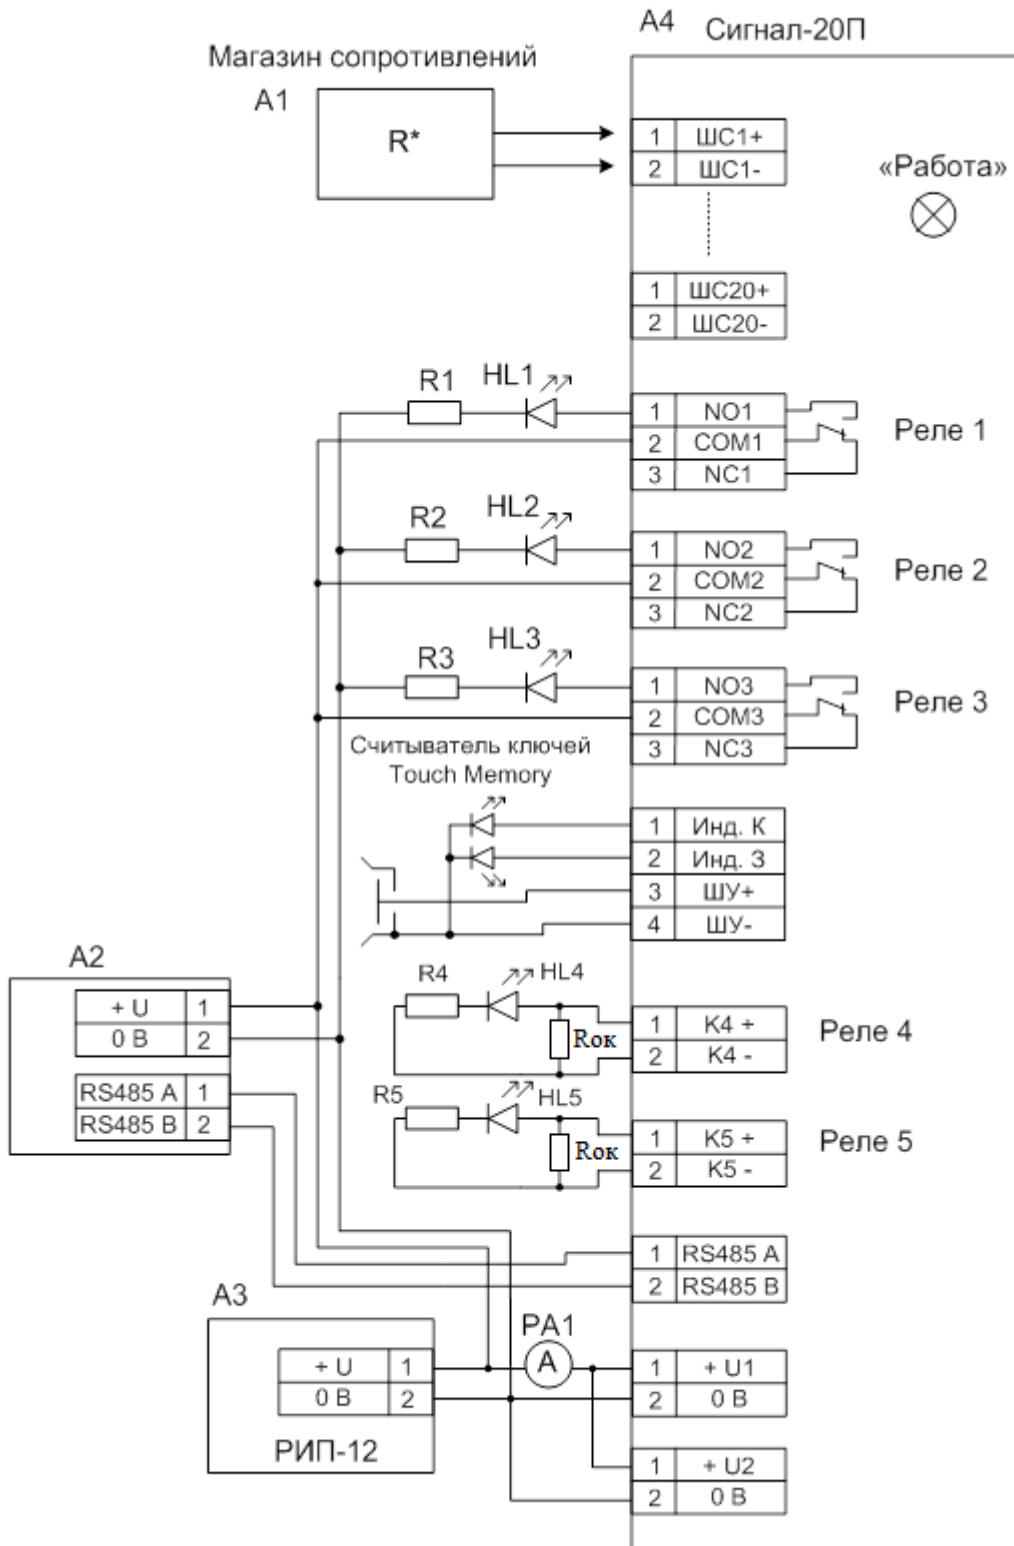 А4 Сигнал-20П
Магазин сопротивлений
А1
R*
1 ШС1+
2 ШС1-
«Работа»
1 ШС20+
2 ШС20-
R1 HL1
1 NO1
2 COM1
3 NC1
Реле 1
R2 HL2
1 NO2
2 COM2
3 NC2
Реле 2
R3 HL3
1 NO3
2 COM3
3 NC3
Реле 3
Считыватель ключей
Touch Memory
1 Инд. К
2 Инд. З
3 ШУ+
4 ШУ-
А2
+ U 1
0 В 2
RS485 A 1
RS485 B 2
R4 HL4
Rок
1 К4 +
2 К4 -
Реле 4
R5 HL5
Rок
1 К5 +
2 К5 -
Реле 5
1 RS485 A
2 RS485 B
А3
+ U 1
0 В 2
РИП-12
РА1
А
1 + U1
2 0 В
1 + U2
2 0 В